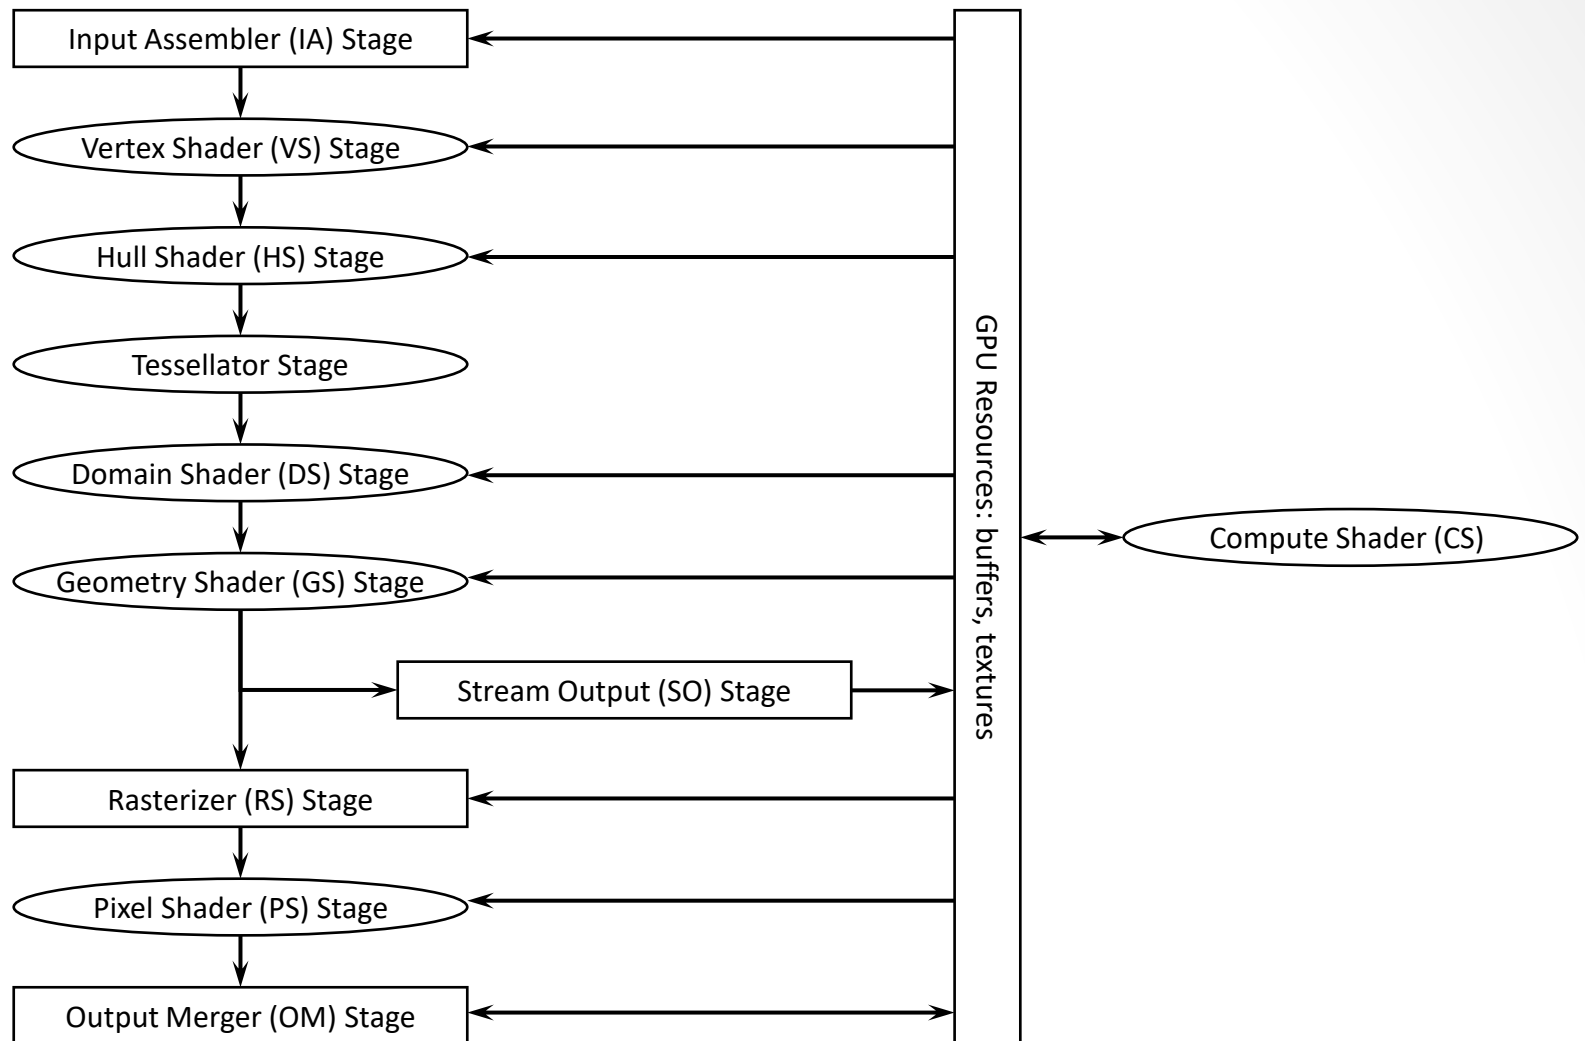 Input Assembler (IA) Stage
Vertex Shader (VS) Stage
Hull Shader (HS) Stage
Tessellator Stage
Domain Shader (DS) Stage
Geometry Shader (GS) Stage
Stream Output (SO) Stage
Rasterizer (RS) Stage
Pixel Shader (PS) Stage
Output Merger (OM) Stage
GPU Resources: buffers, textures
Compute Shader (CS)